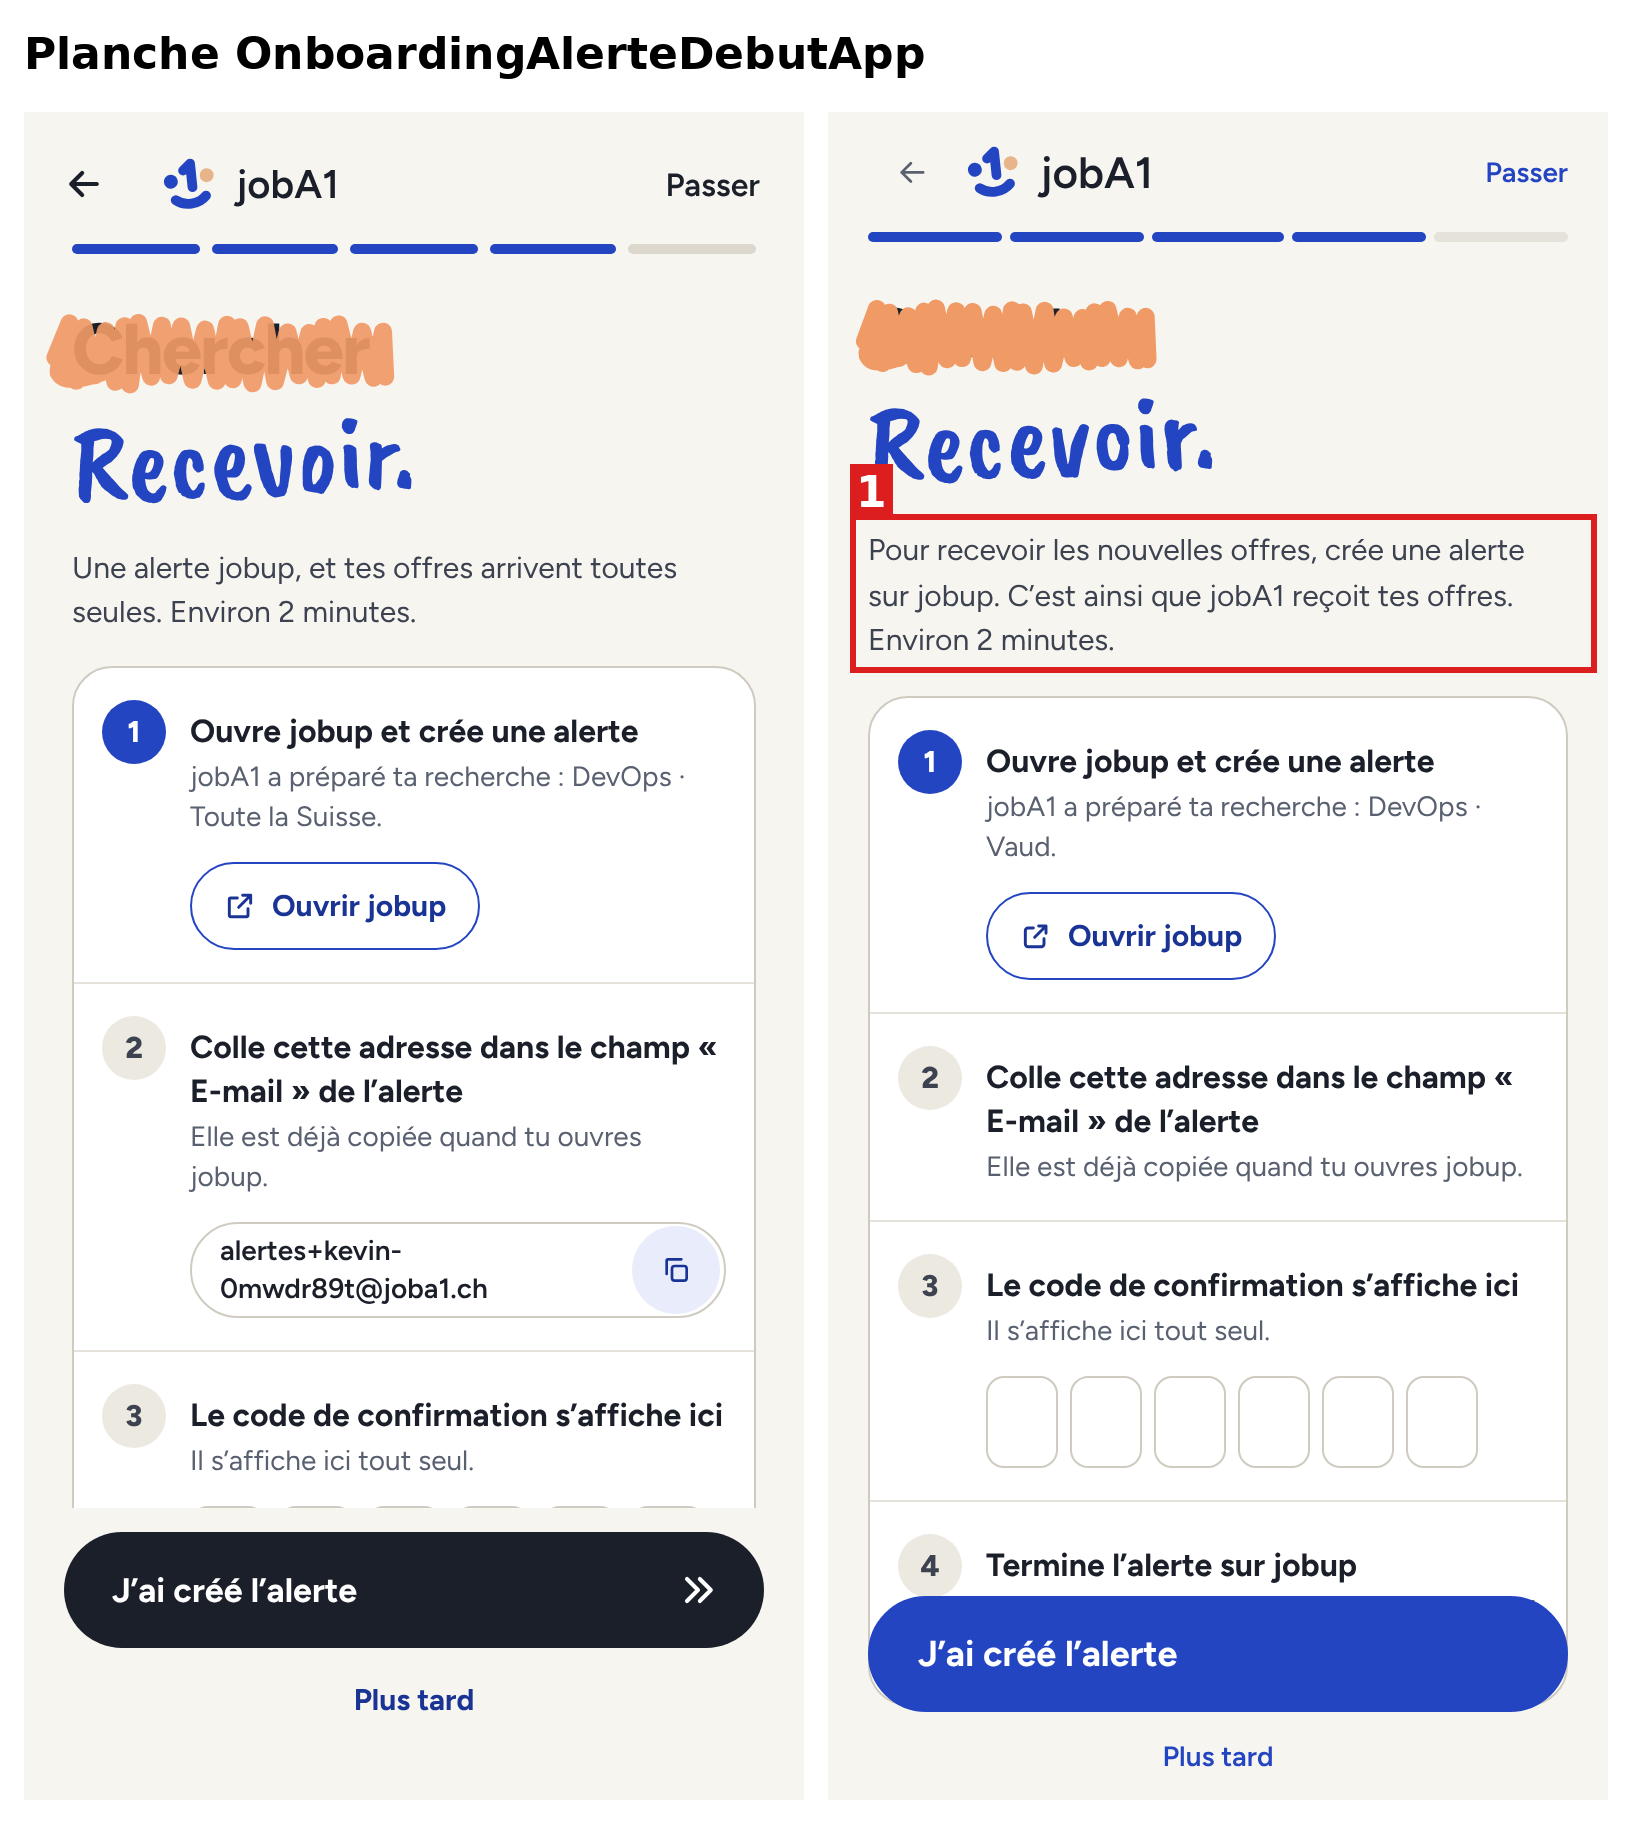 Planche OnboardingAlerteDebutApp
jobA1
Passer
Chercher
Recevoir.
Une alerte jobup, et tes offres arrivent toutes
seules. Environ 2 minutes.
1
Ouvre jobup et crée une alerte
jobA1 a préparé ta recherche : DevOps ·
Toute la Suisse.
Ouvrir jobup
2
Colle cette adresse dans le champ «
E-mail » de l’alerte
Elle est déjà copiée quand tu ouvres
jobup.
alertes+kevin-
0mwdr89t@joba1.ch
3
Le code de confirmation s’affiche ici
Il s’affiche ici tout seul.
J’ai créé l’alerte
Plus tard
jobA1
Passer
Recevoir.
1
Pour recevoir les nouvelles offres, crée une alerte
sur jobup. C’est ainsi que jobA1 reçoit tes offres.
Environ 2 minutes.
1
Ouvre jobup et crée une alerte
jobA1 a préparé ta recherche : DevOps ·
Vaud.
Ouvrir jobup
2
Colle cette adresse dans le champ «
E-mail » de l’alerte
Elle est déjà copiée quand tu ouvres jobup.
3
Le code de confirmation s’affiche ici
Il s’affiche ici tout seul.
4
Termine l’alerte sur jobup
J’ai créé l’alerte
Plus tard